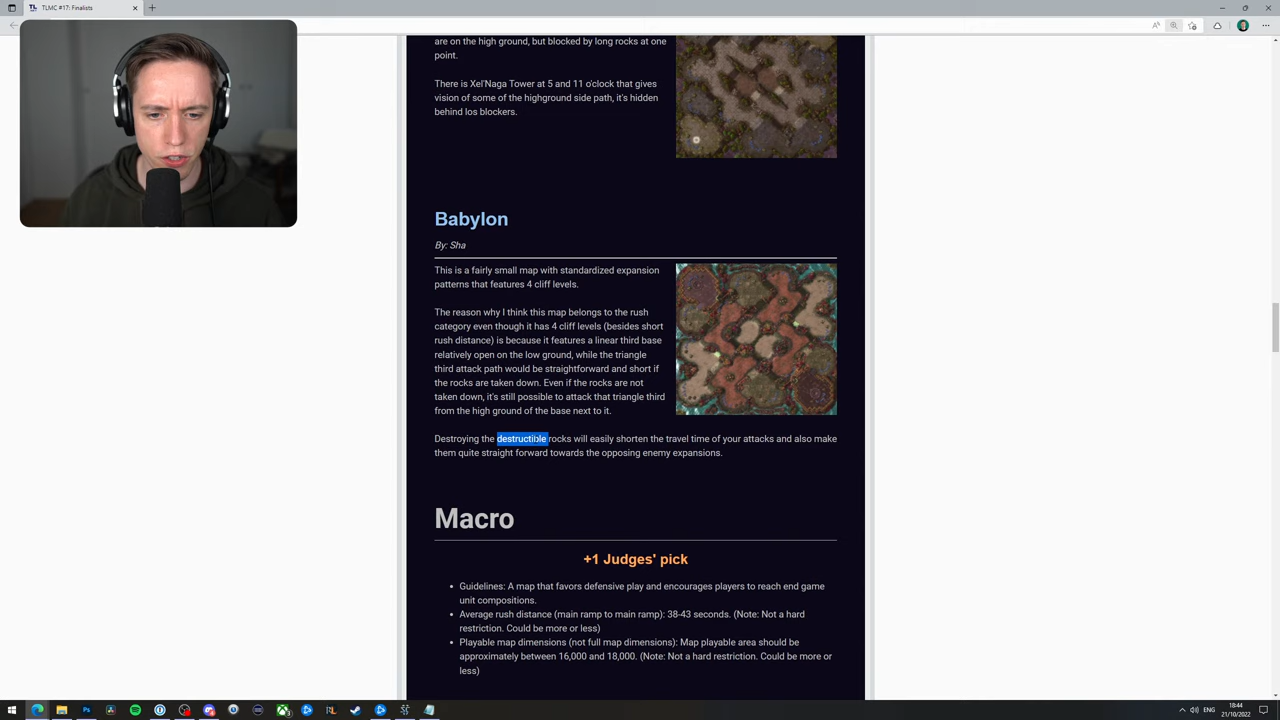 TLMC #17: Finalists
are on the high ground, but blocked by long rocks at one
point.
There is Xel'Naga Tower at 5 and 11 o'clock that gives
vision of some of the highground side path, it's hidden
behind los blockers.
Babylon
By: Sha
This is a fairly small map with standardized expansion
patterns that features 4 cliff levels.
The reason why I think this map belongs to the rush
category even though it has 4 cliff levels (besides short
rush distance) is because it features a linear third base
relatively open on the low ground, while the triangle
third attack path would be straightforward and short if
the rocks are taken down. Even if the rocks are not
taken down, it's still possible to attack that triangle third
from the high ground of the base next to it.
Destroying the destructible rocks will easily shorten the travel time of your attacks and also make
them quite straight forward towards the opposing enemy expansions.
Macro
+1 Judges' pick
• Guidelines: A map that favors defensive play and encourages players to reach end game
unit compositions.
• Average rush distance (main ramp to main ramp): 38-43 seconds. (Note: Not a hard
restriction. Could be more or less)
• Playable map dimensions (not full map dimensions): Map playable area should be
approximately between 16,000 and 18,000. (Note: Not a hard restriction. Could be more or
less)
ENG
18:44
21/10/2022